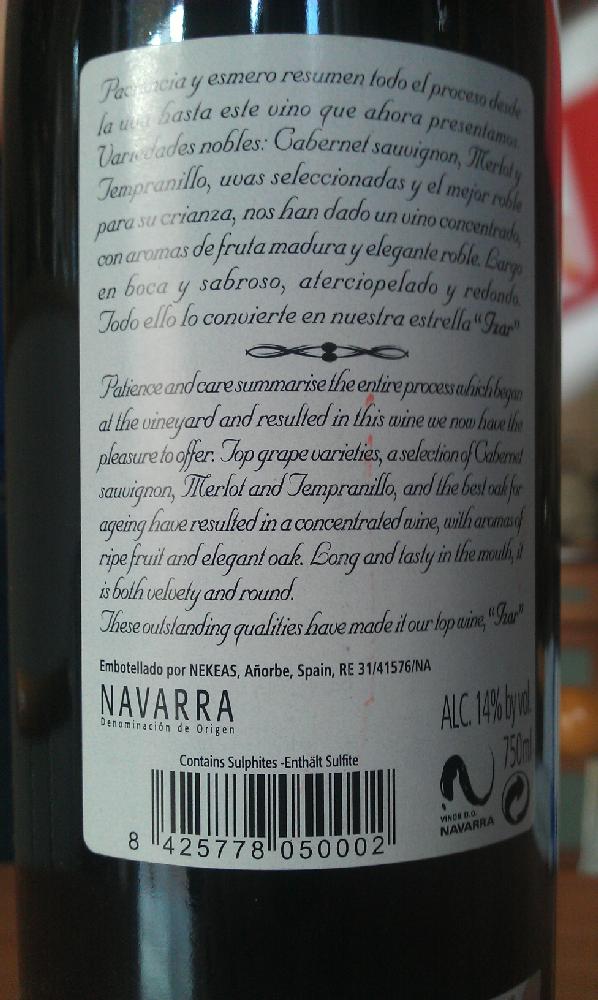 Paciencia y esmero resumen todo el proceso desde
la uva hasta este vino que ahora presentamos.
Variedades nobles: Cabernet sauvignon, Merlot y
Tempranillo, uvas seleccionadas y el mejor roble
para su crianza, nos han dado un vino concentrado,
con aromas de fruta madura y elegante roble. Largo
en boca y sabroso, aterciopelado y redondo.
Todo ello lo convierte en nuestra estrella "Izar"
Patience and care summarise the entire process which began
at the vineyard and resulted in this wine we now have the
pleasure to offer. Top grape varieties, a selection of Cabernet
sauvignon, Merlot and Tempranillo, and the best oak for
ageing have resulted in a concentrated wine, with aromas of
ripe fruit and elegant oak. Long and tasty in the mouth, it
is both velvety and round.
These outstanding qualities have made it our top wine, "Izar"
Embotellado por NEKEAS, Añorbe, Spain, RE 31/41576/NA
NAVARRA
Denominación de Origen
ALC. 14% by vol.
750ml
Contains Sulphites -Enthält Sulfite
8 425778 050002
VINOS D.O.
NAVARRA